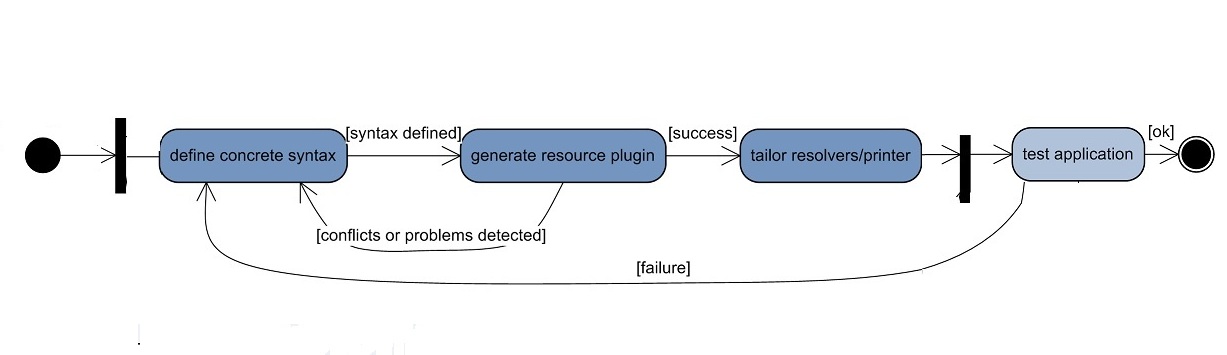 [syntax defined]
[success]
[ok]
define concrete syntax
generate resource plugin
tailor resolvers/printer
test application
[conflicts or problems detected]
[failure]